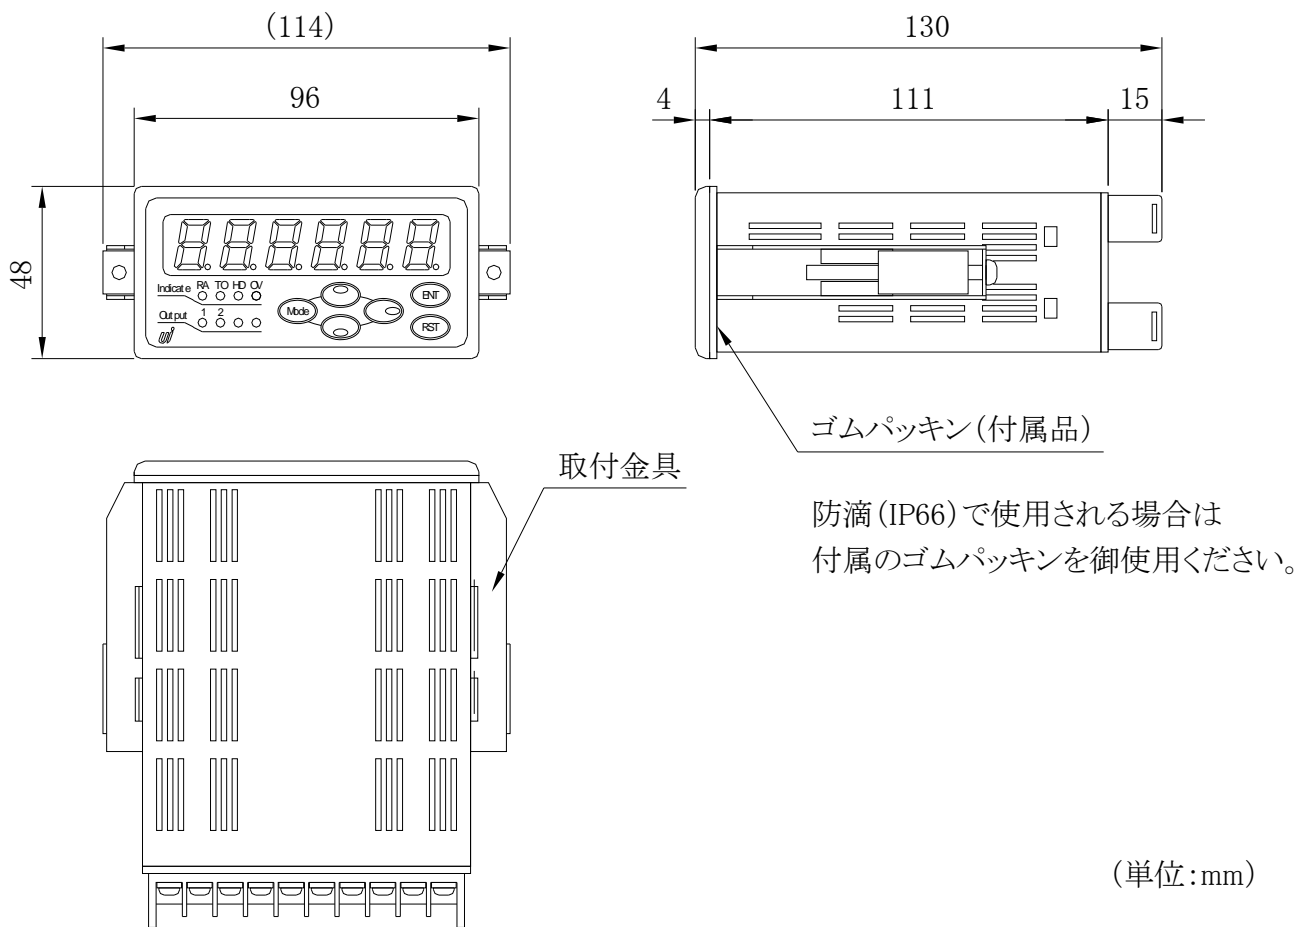 (114)
96
48
Indicate RA TO HD OV
Output 1 2
Mode
ENT
RST
130
4 111 15
ゴムパッキン(付属品)
取付金具
防滴(IP66)で使用される場合は
付属のゴムパッキンを御使用ください。
(単位:mm)